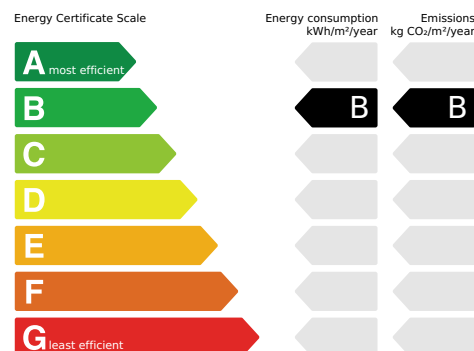 Energy Certificate Scale
Energy consumption
kWh/m²/year
Emissions
kg CO₂/m²/year
A most efficient
B
B
B
C
D
E
F
G least efficient